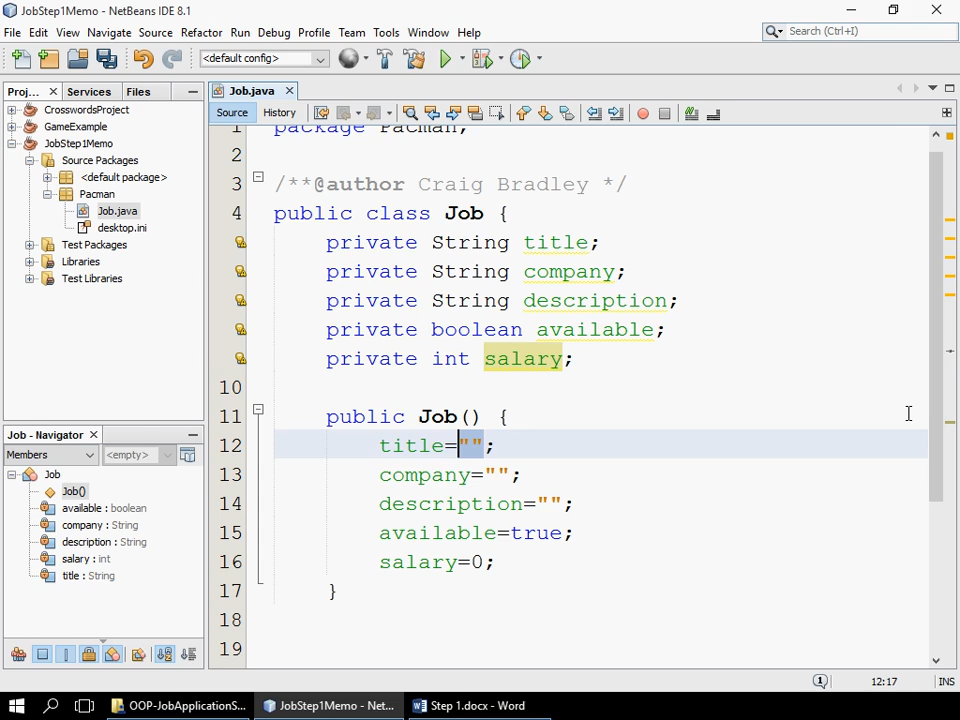 JobStep1Memo - NetBeans IDE 8.1
File Edit View Navigate Source Refactor Run Debug Profile Team Tools Window Help
Search (Ctrl+I)
<default config>
Proj... Services Files
Job.java
CrosswordsProject
GameExample
JobStep1Memo
Source Packages
<default package>
Pacman
Job.java
desktop.ini
Test Packages
Libraries
Test Libraries
Source History
1 package Pacman;
2
3 /**@author Craig Bradley */
4 public class Job {
private String title;
private String company;
private String description;
private boolean available;
private int salary;
10
11 public Job() {
12 title="";
13 company="";
14 description="";
15 available=true;
16 salary=0;
17 }
18
19
Job - Navigator
Members <empty>
Job
Job()
available : boolean
company : String
description : String
salary : int
title : String
12:17 INS
OOP-JobApplicationS...
JobStep1Memo - Net...
Step 1.docx - Word